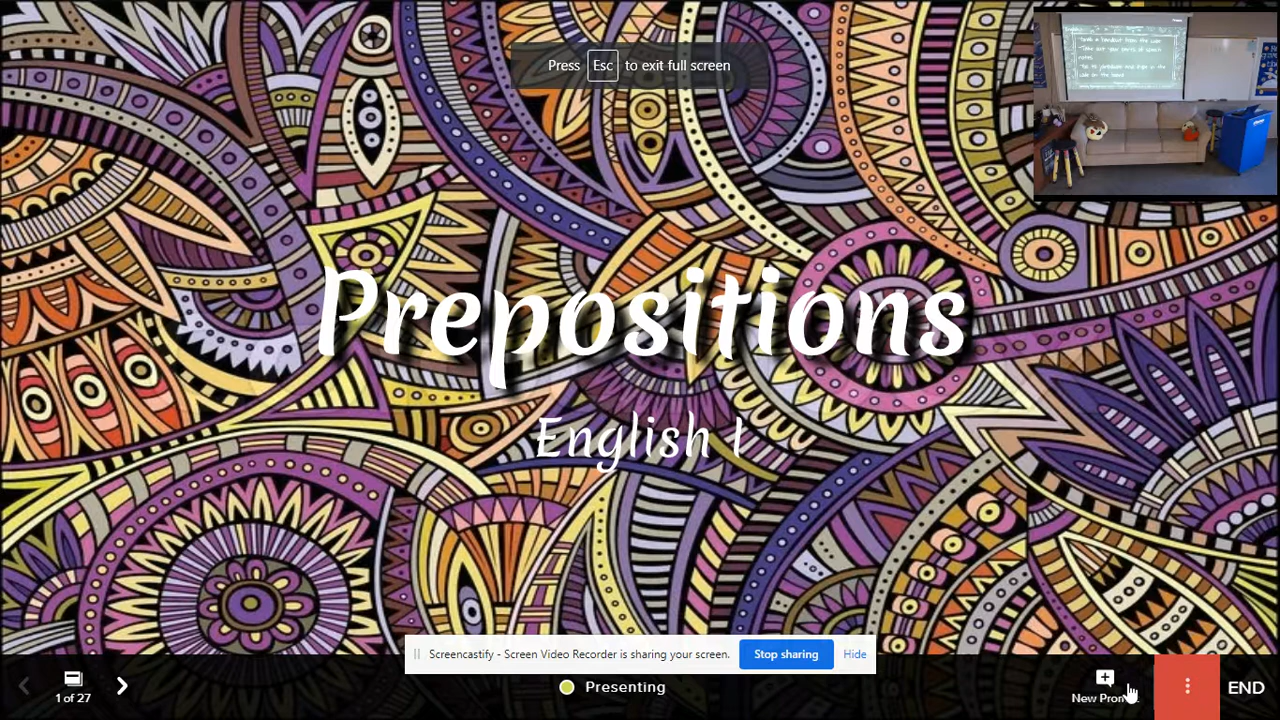 Press Esc to exit full screen
Prepositions
English I
Screencastify - Screen Video Recorder is sharing your screen. Stop sharing Hide
1 of 27
Presenting
New Pro
END